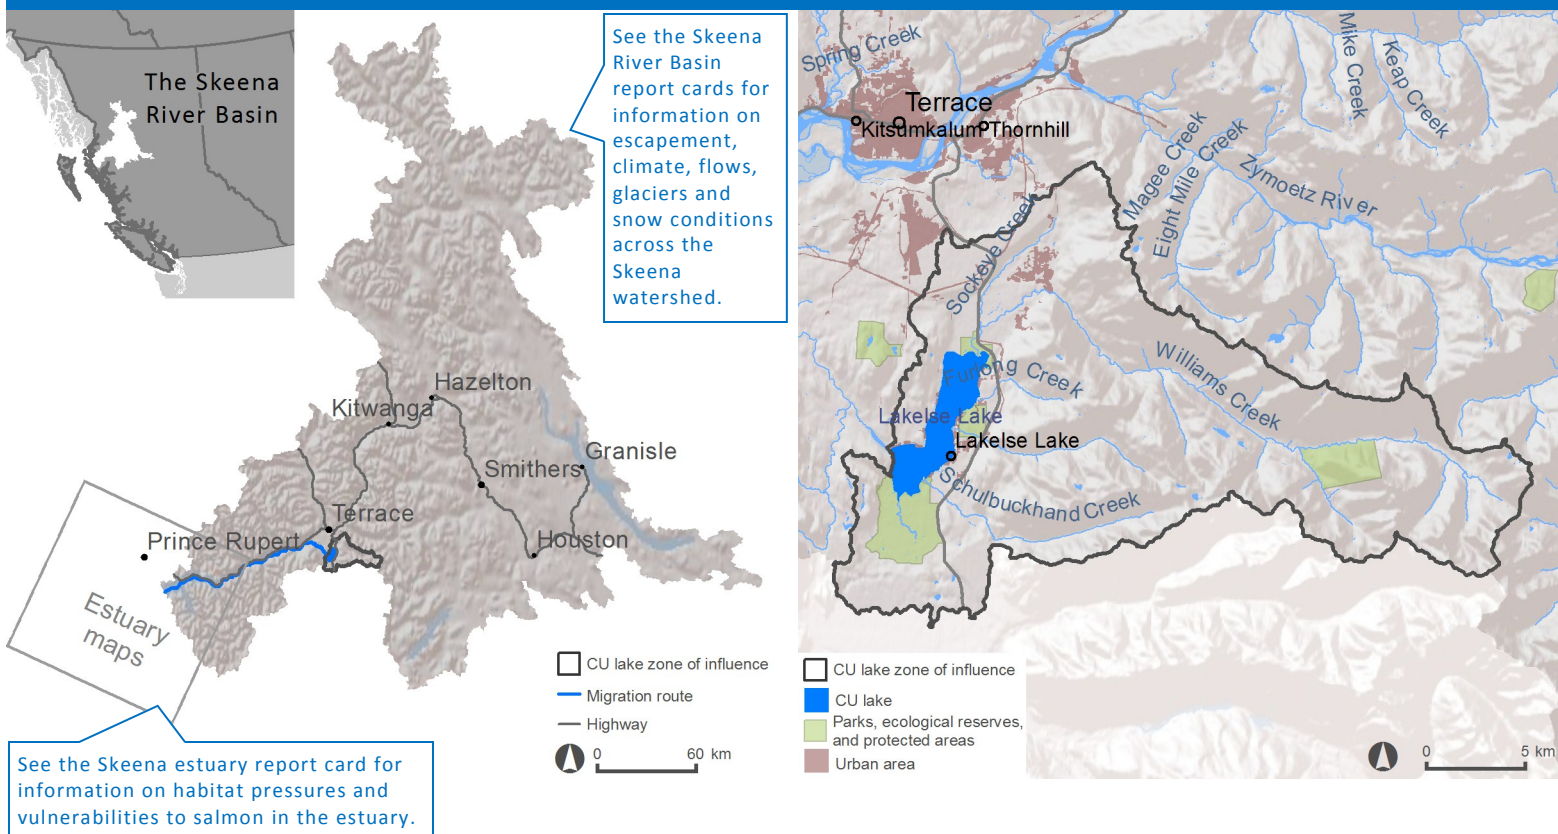 The Skeena
River Basin
See the Skeena
River Basin
report cards for
information on
escapement,
climate, flows,
glaciers and
snow conditions
across the
Skeena
watershed.
Hazelton
Kitwanga
Granisle
Smithers
Terrace
Prince Rupert
Houston
Estuary
maps
CU lake zone of influence
Migration route
Highway
0 60 km
See the Skeena estuary report card for
information on habitat pressures and
vulnerabilities to salmon in the estuary.
Spring Creek
Mike Creek
Keap Creek
Terrace
Kitsumkalum
Thornhill
Magee Creek
Eight Mile Creek
Zymoetz River
Sockeye Creek
Furlong Creek
Williams Creek
Lakelse Lake
Lakelse Lake
Schulbuckhand Creek
CU lake zone of influence
CU lake
Parks, ecological reserves,
and protected areas
Urban area
0 5 km